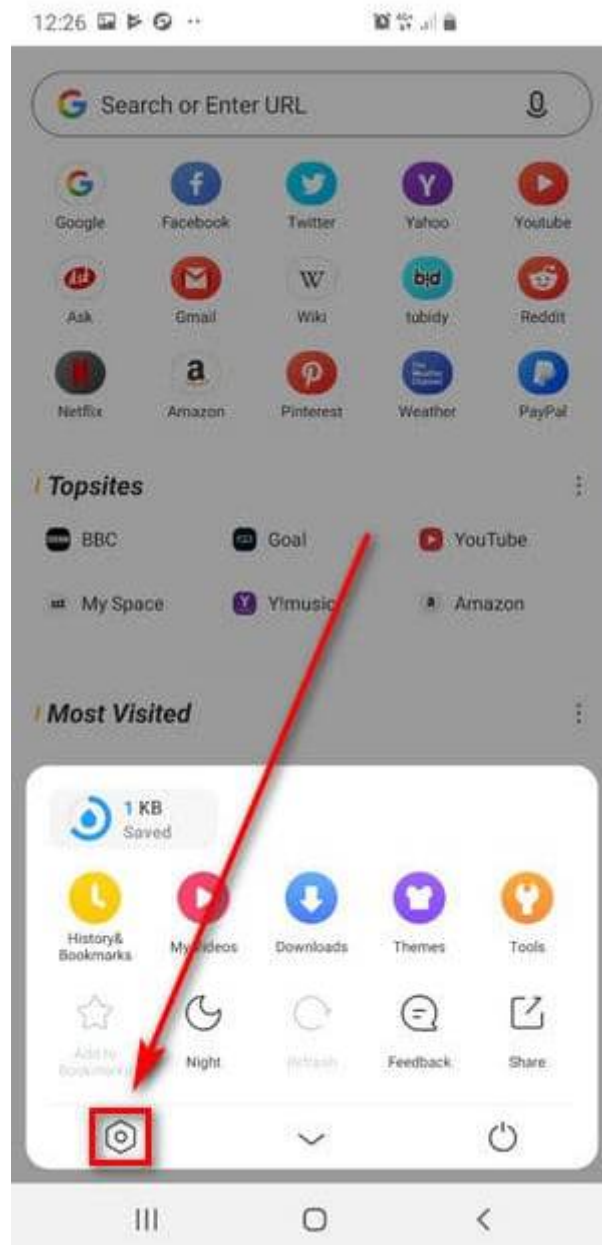 12:26
Search or Enter URL
Google Facebook Twitter Yahoo Youtube
Ask Gmail Wiki tubidy Reddit
Netflix Amazon Pinterest Weather PayPal
Topsites
BBC Goal YouTube
My Space Y!music Amazon
Most Visited
1 KB
Saved
History&
Bookmarks
My Videos Downloads Themes Tools
Add to
Bookmarks
Night Refresh Feedback Share